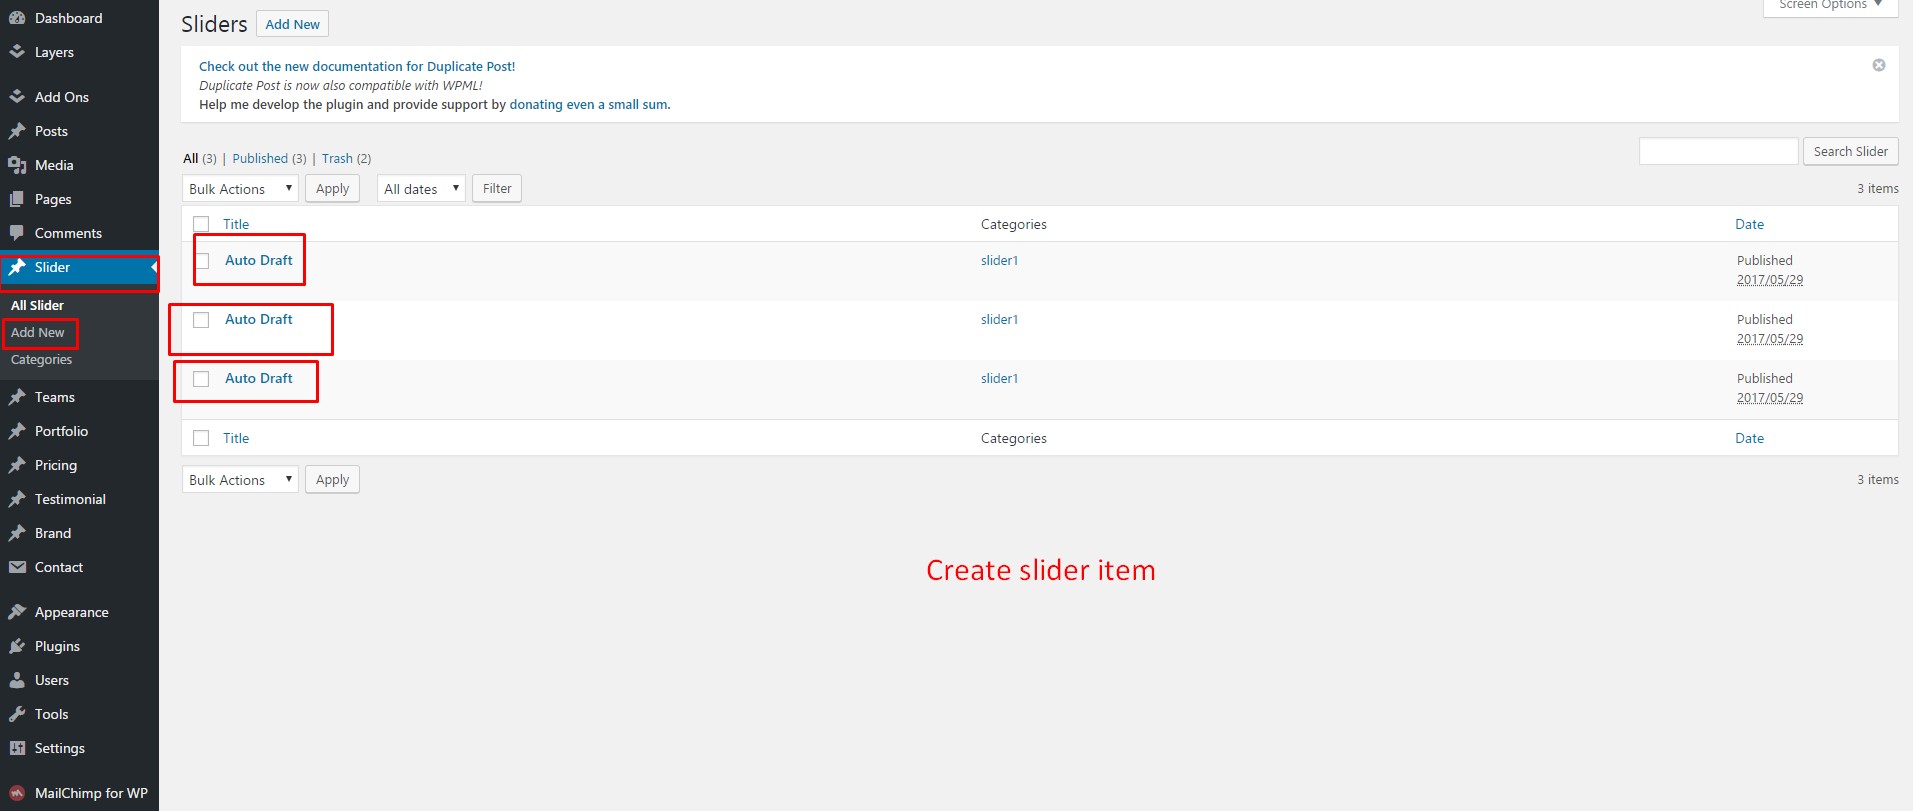 Dashboard
Layers
Add Ons
Posts
Media
Pages
Comments
Slider
All Slider
Add New
Categories
Teams
Portfolio
Pricing
Testimonial
Brand
Contact
Appearance
Plugins
Users
Tools
Settings
MailChimp for WP
Screen Options
Sliders Add New
Check out the new documentation for Duplicate Post!
Duplicate Post is now also compatible with WPML!
Help me develop the plugin and provide support by donating even a small sum.
All (3) | Published (3) | Trash (2)
Search Slider
Bulk Actions Apply All dates Filter 3 items
Title Categories Date
Auto Draft slider1 Published
2017/05/29
Auto Draft slider1 Published
2017/05/29
Auto Draft slider1 Published
2017/05/29
Title Categories Date
Bulk Actions Apply 3 items
Create slider item